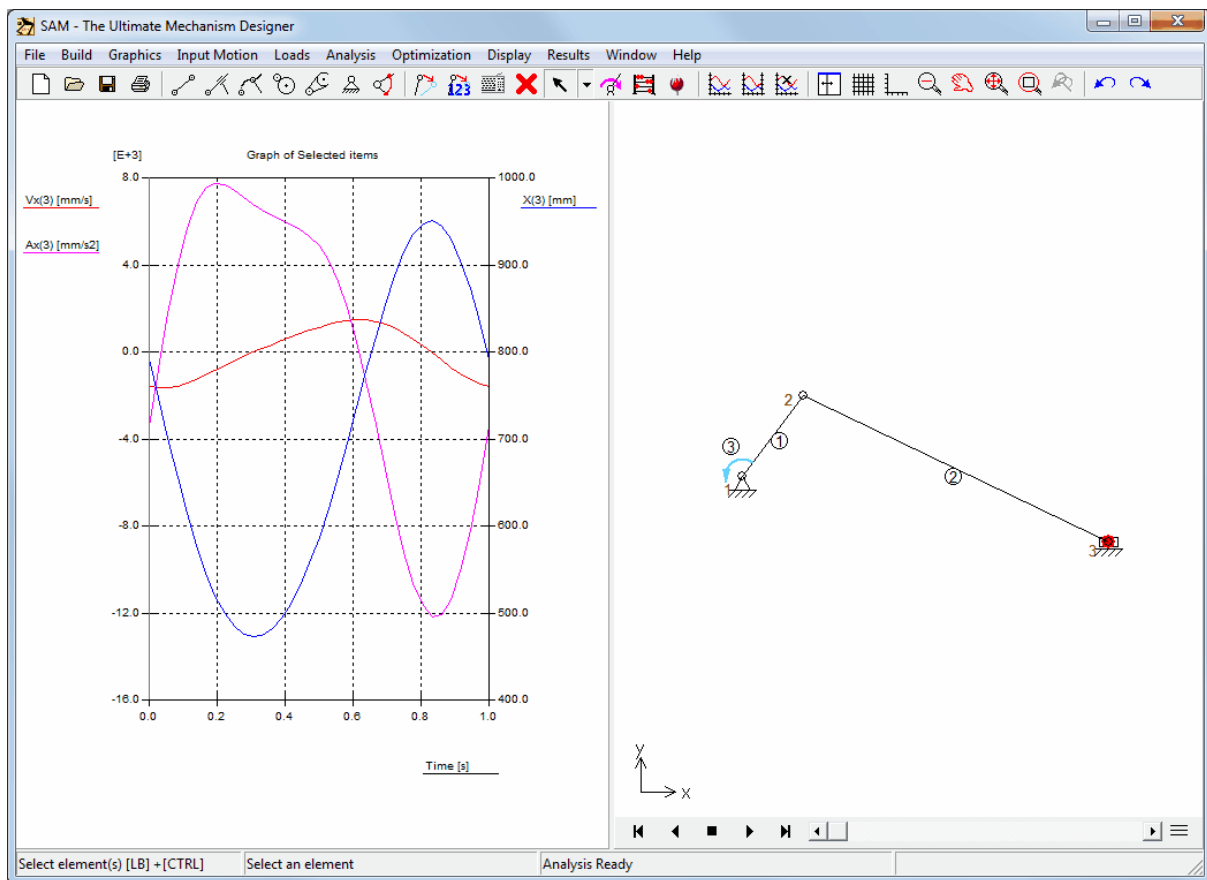 SAM - The Ultimate Mechanism Designer
File Build Graphics Input Motion Loads Analysis Optimization Display Results Window Help
123
[E+3] Graph of Selected items
8.0 1000.0
Vx(3) [mm/s] X(3) [mm]
Ax(3) [mm/s2]
4.0 900.0
0.0 800.0
-4.0 700.0
-8.0 600.0
-12.0 500.0
-16.0 400.0
0.0 0.2 0.4 0.6 0.8 1.0
Time [s]
2
1
3
2
1
3
y
x
Select element(s) [LB] +[CTRL] Select an element Analysis Ready